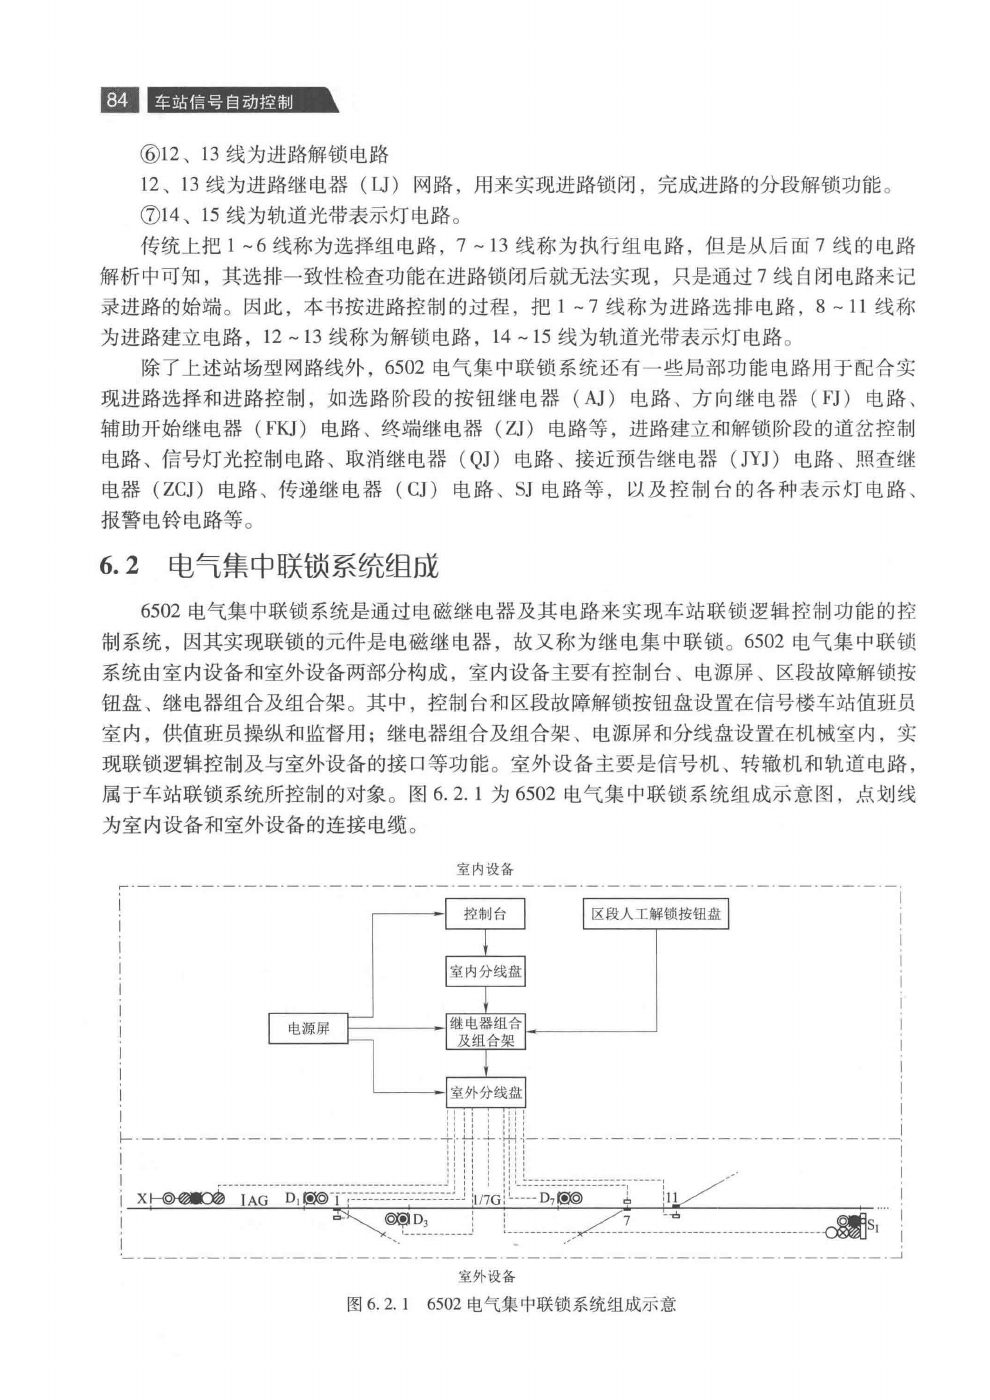 84 车站信号自动控制
⑥12、13 线为进路解锁电路
12、13 线为进路继电器（LJ）网路，用来实现进路锁闭，完成进路的分段解锁功能。
⑦14、15 线为轨道光带表示灯电路。
传统上把 1 ~ 6 线称为选择组电路，7 ~ 13 线称为执行组电路，但是从后面 7 线的电路
解析中可知，其选排一致性检查功能在进路锁闭后就无法实现，只是通过 7 线自闭电路来记
录进路的始端。因此，本书按进路控制的过程，把 1 ~ 7 线称为进路选排电路，8 ~ 11 线称
为进路建立电路，12 ~ 13 线称为解锁电路，14 ~ 15 线为轨道光带表示灯电路。
除了上述站场型网路线外，6502 电气集中联锁系统还有一些局部功能电路用于配合实
现进路选择和进路控制，如选路阶段的按钮继电器（AJ）电路、方向继电器（FJ）电路、
辅助开始继电器（FKJ）电路、终端继电器（ZJ）电路等，进路建立和解锁阶段的道岔控制
电路、信号灯光控制电路、取消继电器（QJ）电路、接近预告继电器（JYJ）电路、照查继
电器（ZCJ）电路、传递继电器（CJ）电路、SJ 电路等，以及控制台的各种表示灯电路、
报警电铃电路等。
6. 2 电气集中联锁系统组成
6502 电气集中联锁系统是通过电磁继电器及其电路来实现车站联锁逻辑控制功能的控
制系统，因其实现联锁的元件是电磁继电器，故又称为继电集中联锁。6502 电气集中联锁
系统由室内设备和室外设备两部分构成，室内设备主要有控制台、电源屏、区段故障解锁按
钮盘、继电器组合及组合架。其中，控制台和区段故障解锁按钮盘设置在信号楼车站值班员
室内，供值班员操纵和监督用；继电器组合及组合架、电源屏和分线盘设置在机械室内，实
现联锁逻辑控制及与室外设备的接口等功能。室外设备主要是信号机、转辙机和轨道电路，
属于车站联锁系统所控制的对象。图 6. 2. 1 为 6502 电气集中联锁系统组成示意图，点划线
为室内设备和室外设备的连接电缆。
室内设备
控制台
区段人工解锁按钮盘
室内分线盘
电源屏
继电器组合
及组合架
室外分线盘
X IAG D1 1 1/7G D7 11
D3 7 S1
室外设备
图 6. 2. 1 6502 电气集中联锁系统组成示意